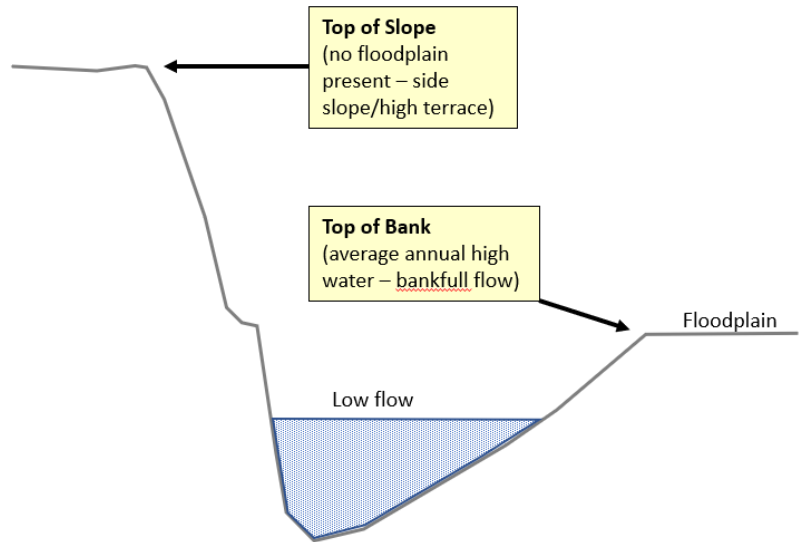 Top of Slope
(no floodplain
present – side
slope/high terrace)
Top of Bank
(average annual high
water – bankfull flow)
Floodplain
Low flow